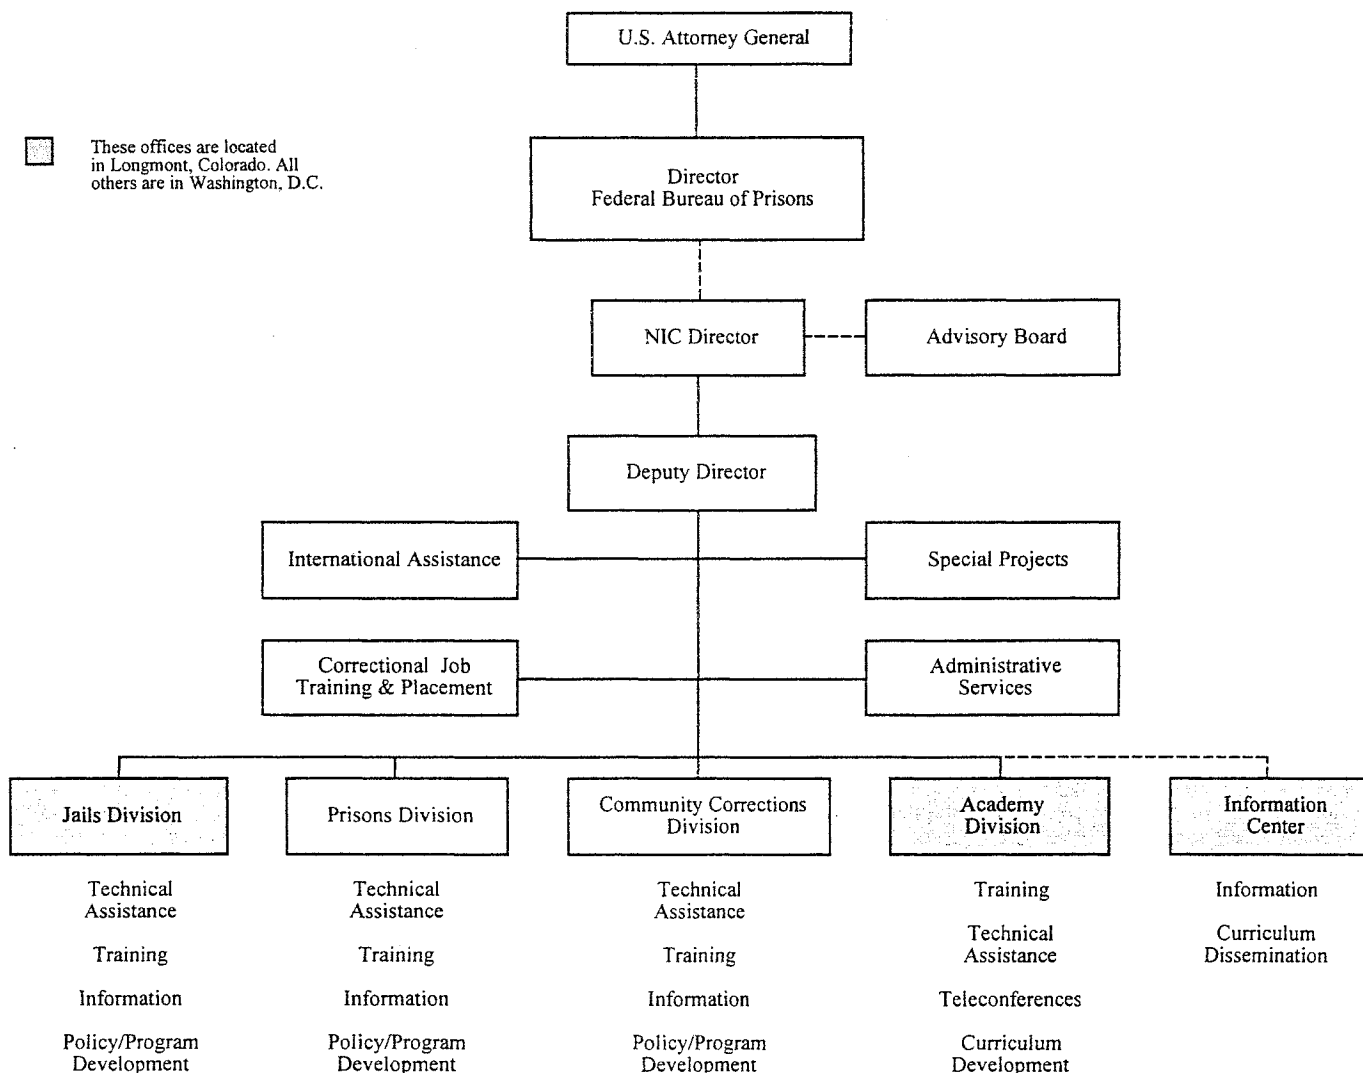 U.S. Attorney General
These offices are located
in Longmont, Colorado. All
others are in Washington, D.C.
Director
Federal Bureau of Prisons
NIC Director
Advisory Board
Deputy Director
International Assistance
Special Projects
Correctional Job
Training & Placement
Administrative
Services
Jails Division
Prisons Division
Community Corrections
Division
Academy
Division
Information
Center
Technical
Assistance
Training
Information
Policy/Program
Development
Technical
Assistance
Training
Information
Policy/Program
Development
Technical
Assistance
Training
Information
Policy/Program
Development
Training
Technical
Assistance
Teleconferences
Curriculum
Development
Information
Curriculum
Dissemination